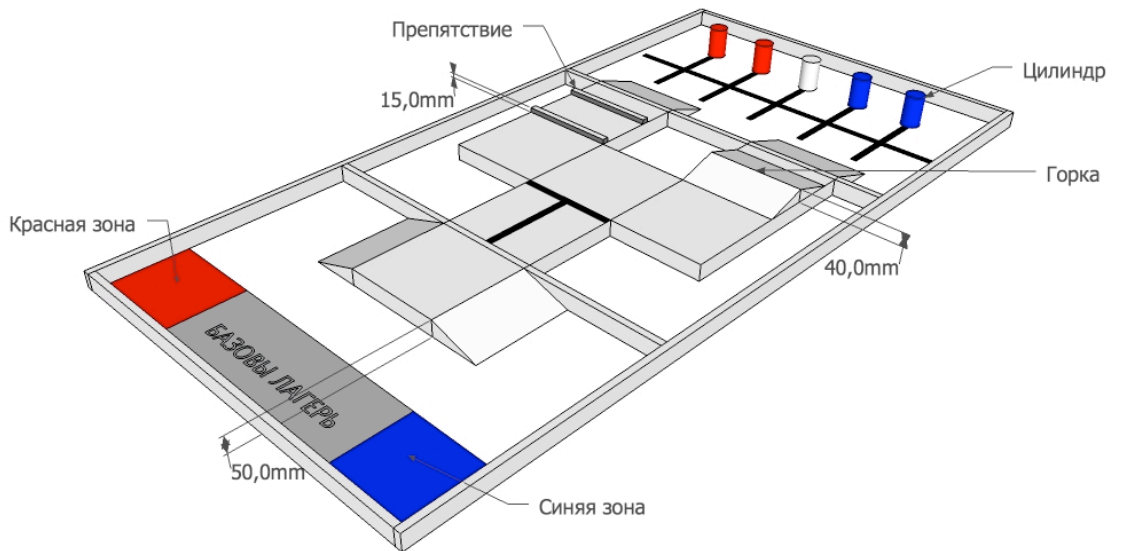 Препятствие
15,0mm
Цилиндр
Горка
Красная зона
40,0mm
БАЗОВЫ ЛАГЕРЬ
50,0mm
Синяя зона